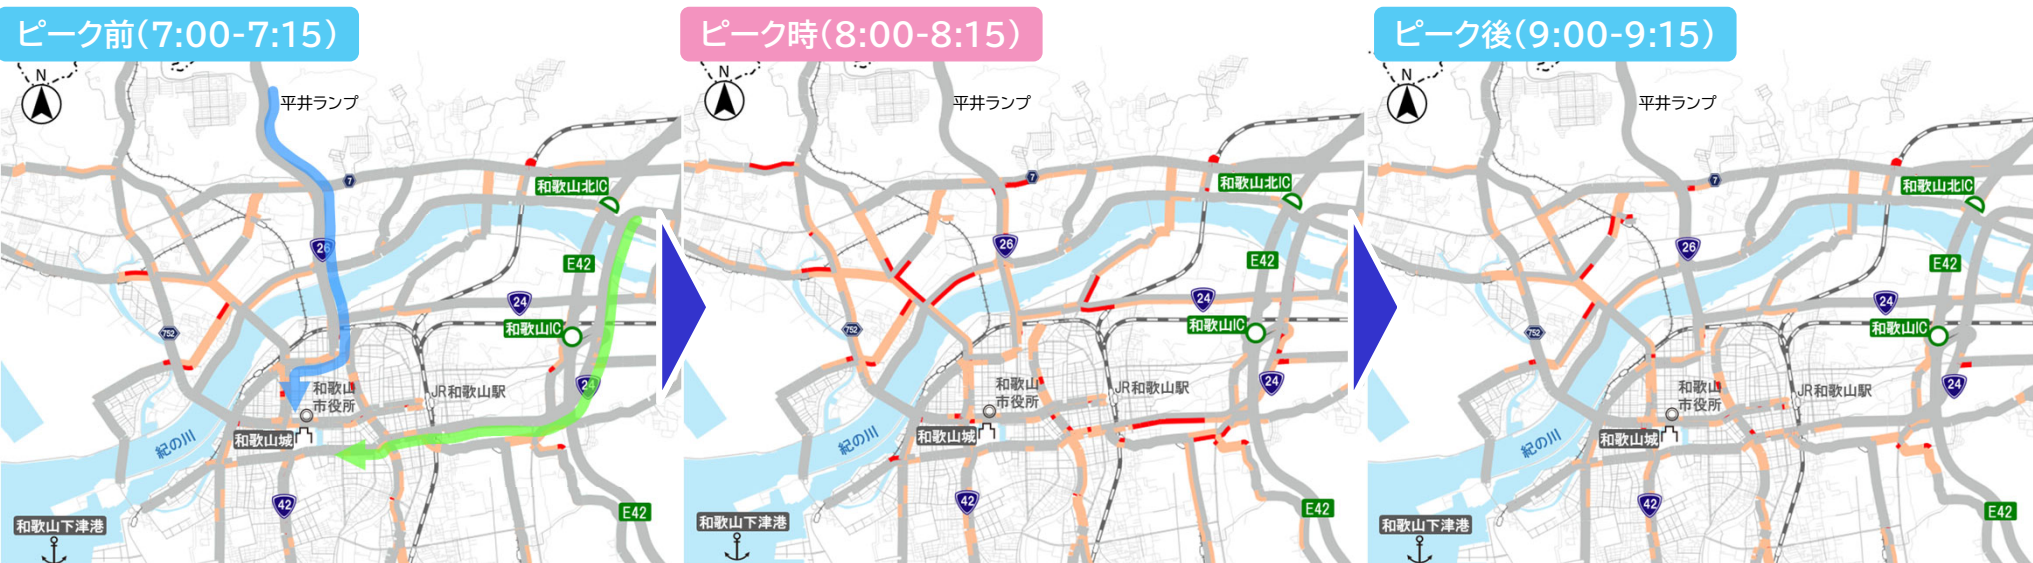 ピーク前(7:00-7:15)
N
平井ランプ
7
和歌山北IC
26
E42
24
和歌山IC
752
24
和歌山
市役所
JR和歌山駅
和歌山城
紀の川
42
E42
和歌山下津港
ピーク時(8:00-8:15)
N
平井ランプ
7
和歌山北IC
26
E42
24
和歌山IC
752
24
和歌山
市役所
JR和歌山駅
和歌山城
紀の川
42
E42
和歌山下津港
ピーク後(9:00-9:15)
N
平井ランプ
7
和歌山北IC
26
E42
24
和歌山IC
752
24
和歌山
市役所
JR和歌山駅
和歌山城
紀の川
42
E42
和歌山下津港